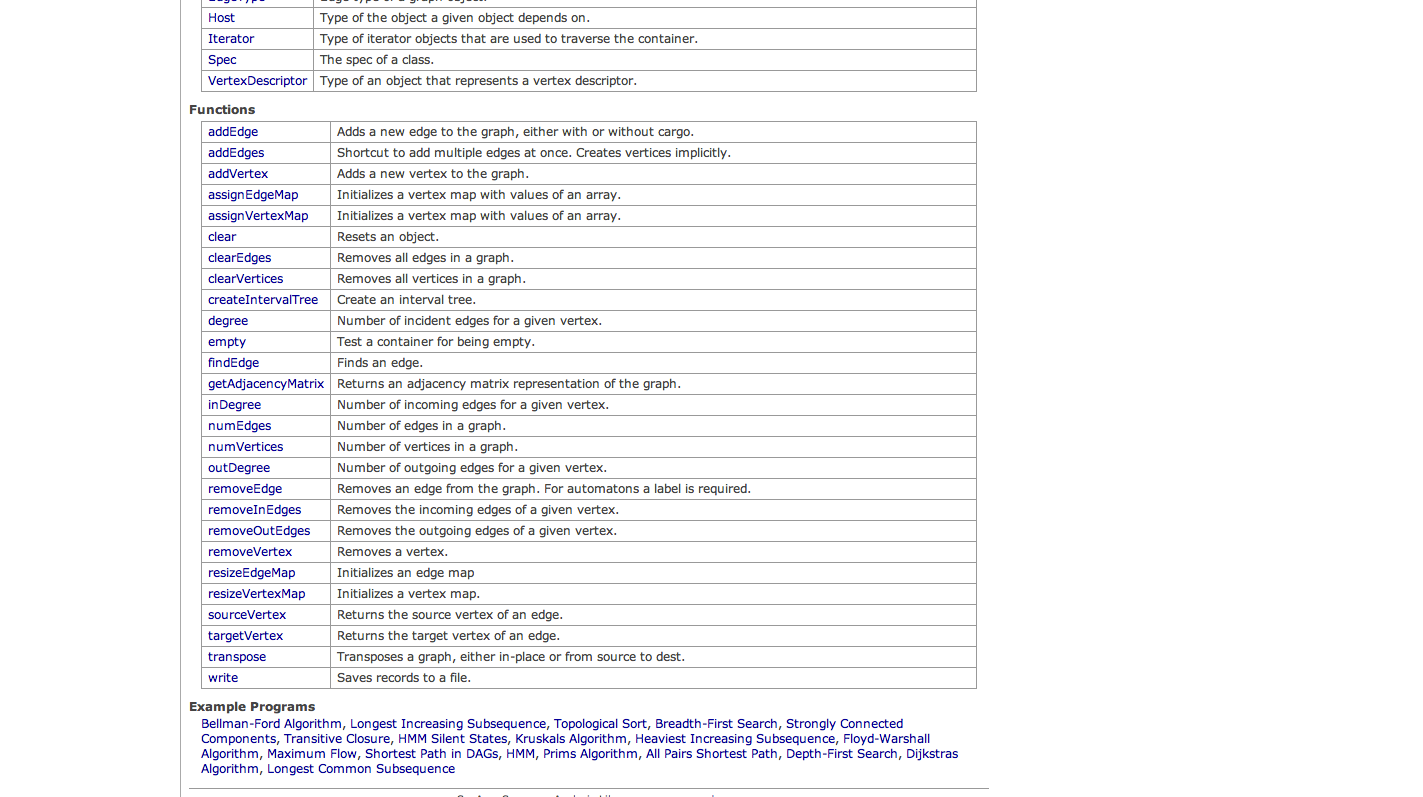 Host Type of the object a given object depends on.
Iterator Type of iterator objects that are used to traverse the container.
Spec The spec of a class.
VertexDescriptor Type of an object that represents a vertex descriptor.
Functions
addEdge Adds a new edge to the graph, either with or without cargo.
addEdges Shortcut to add multiple edges at once. Creates vertices implicitly.
addVertex Adds a new vertex to the graph.
assignEdgeMap Initializes a vertex map with values of an array.
assignVertexMap Initializes a vertex map with values of an array.
clear Resets an object.
clearEdges Removes all edges in a graph.
clearVertices Removes all vertices in a graph.
createIntervalTree Create an interval tree.
degree Number of incident edges for a given vertex.
empty Test a container for being empty.
findEdge Finds an edge.
getAdjacencyMatrix Returns an adjacency matrix representation of the graph.
inDegree Number of incoming edges for a given vertex.
numEdges Number of edges in a graph.
numVertices Number of vertices in a graph.
outDegree Number of outgoing edges for a given vertex.
removeEdge Removes an edge from the graph. For automatons a label is required.
removeInEdges Removes the incoming edges of a given vertex.
removeOutEdges Removes the outgoing edges of a given vertex.
removeVertex Removes a vertex.
resizeEdgeMap Initializes an edge map
resizeVertexMap Initializes a vertex map.
sourceVertex Returns the source vertex of an edge.
targetVertex Returns the target vertex of an edge.
transpose Transposes a graph, either in-place or from source to dest.
write Saves records to a file.
Example Programs
Bellman-Ford Algorithm, Longest Increasing Subsequence, Topological Sort, Breadth-First Search, Strongly Connected
Components, Transitive Closure, HMM Silent States, Kruskals Algorithm, Heaviest Increasing Subsequence, Floyd-Warshall
Algorithm, Maximum Flow, Shortest Path in DAGs, HMM, Prims Algorithm, All Pairs Shortest Path, Depth-First Search, Dijkstras
Algorithm, Longest Common Subsequence